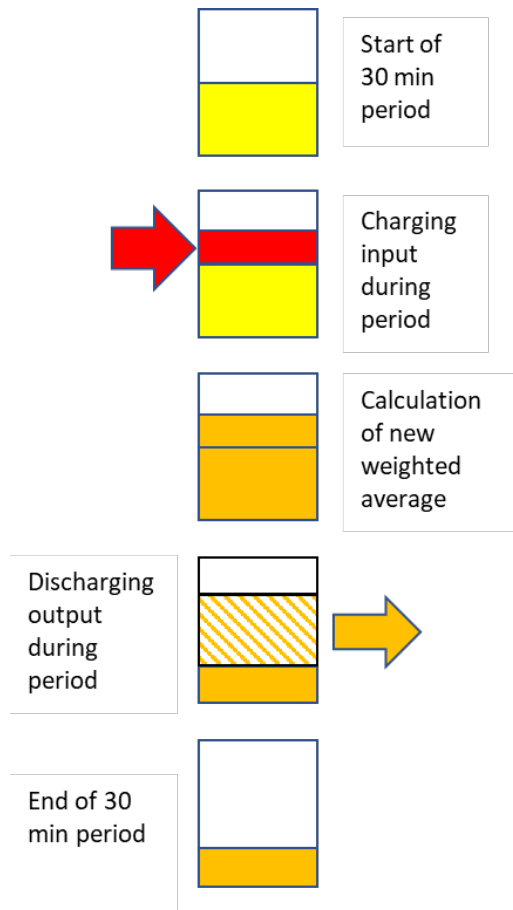 Start of
30 min
period
Charging
input
during
period
Calculation
of new
weighted
average
Discharging
output
during
period
End of 30
min period